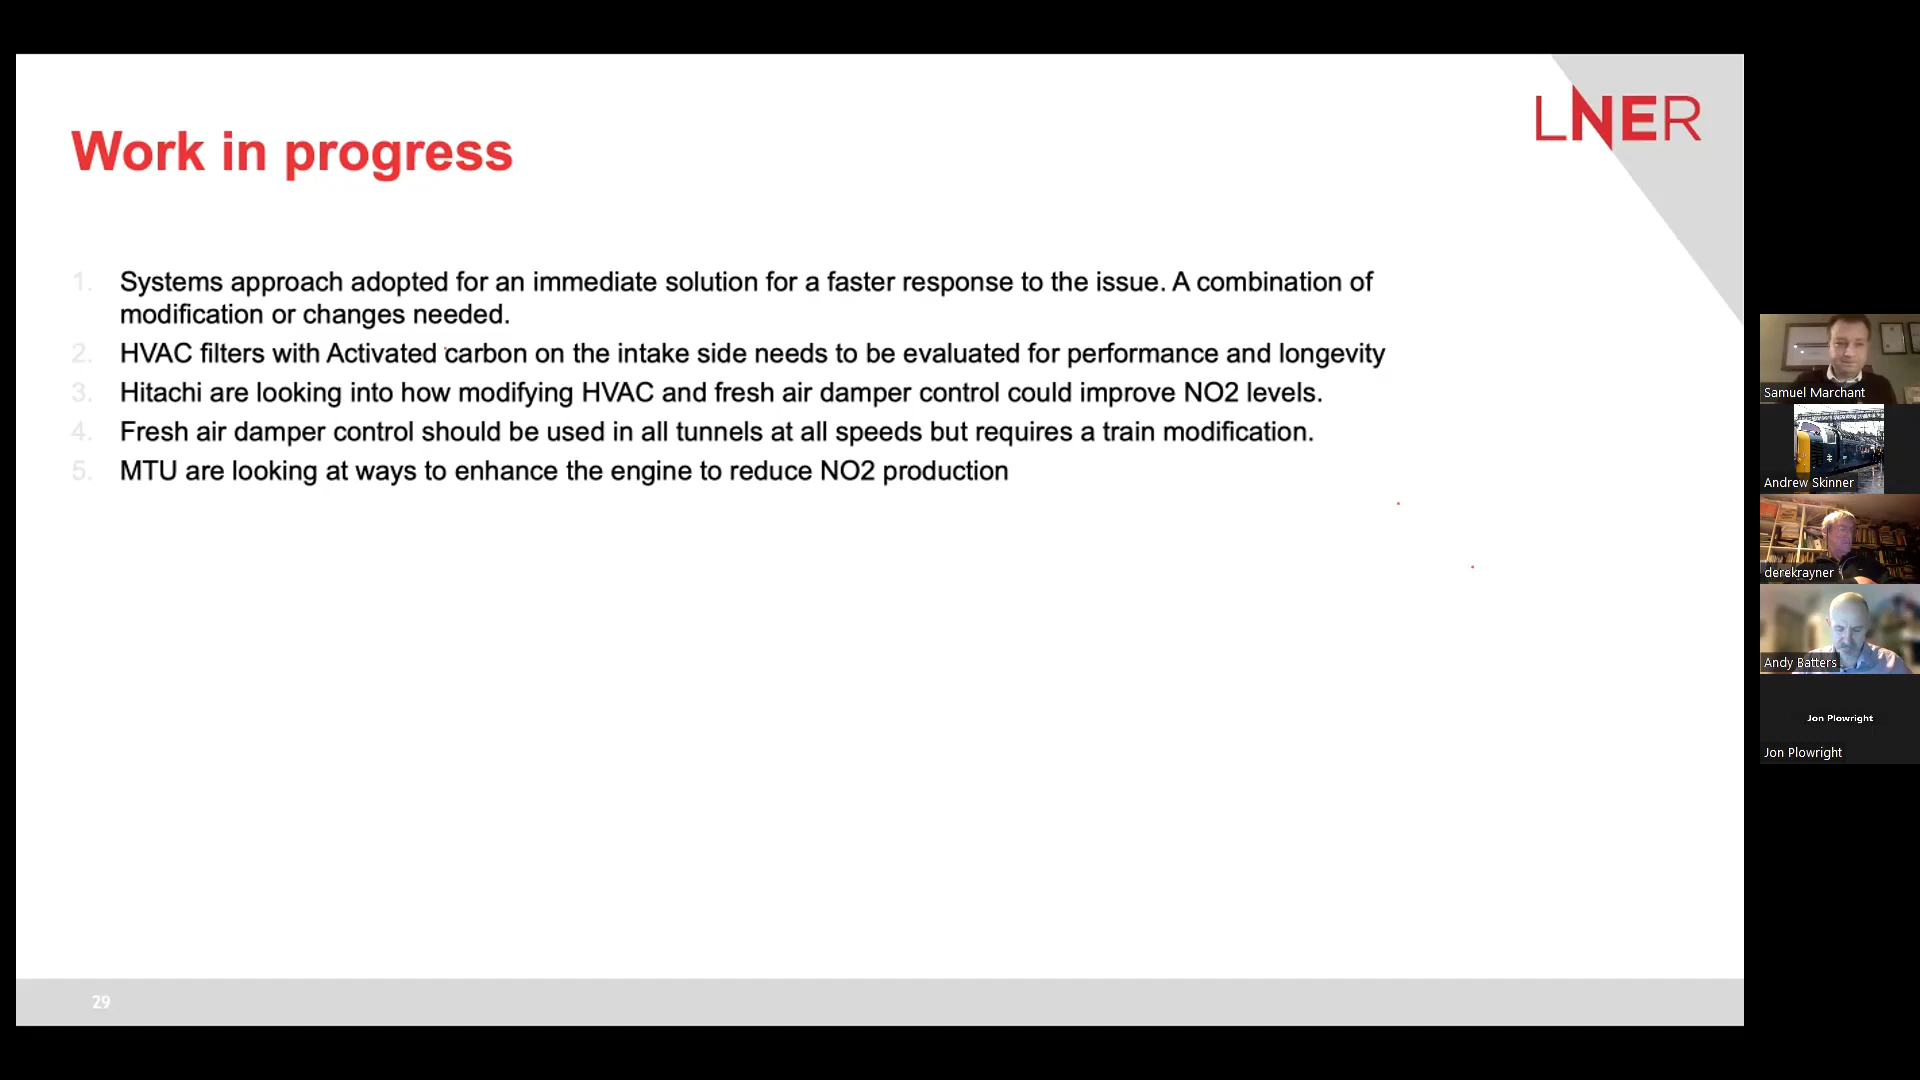 LNER
Work in progress
1. Systems approach adopted for an immediate solution for a faster response to the issue. A combination of
modification or changes needed.
2. HVAC filters with Activated carbon on the intake side needs to be evaluated for performance and longevity
3. Hitachi are looking into how modifying HVAC and fresh air damper control could improve NO2 levels.
4. Fresh air damper control should be used in all tunnels at all speeds but requires a train modification.
5. MTU are looking at ways to enhance the engine to reduce NO2 production
29
Samuel Marchant
Andrew Skinner
derekrayner
Andy Batters
Jon Plowright
Jon Plowright